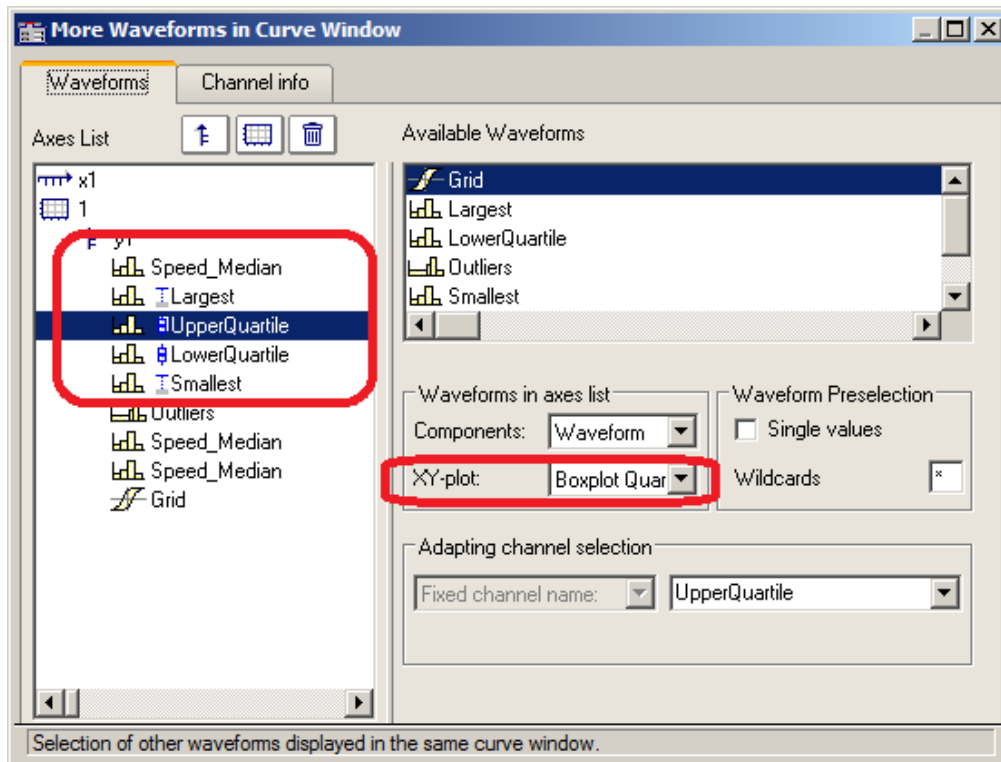 More Waveforms in Curve Window
Waveforms
Channel info
Axes List
x1
1
y1
Speed_Median
Largest
UpperQuartile
LowerQuartile
Smallest
Outliers
Speed_Median
Speed_Median
Grid
Available Waveforms
Grid
Largest
LowerQuartile
Outliers
Smallest
Waveforms in axes list
Components: Waveform
XY-plot: Boxplot Quar
Waveform Preselection
Single values
Wildcards *
Adapting channel selection
Fixed channel name: UpperQuartile
Selection of other waveforms displayed in the same curve window.